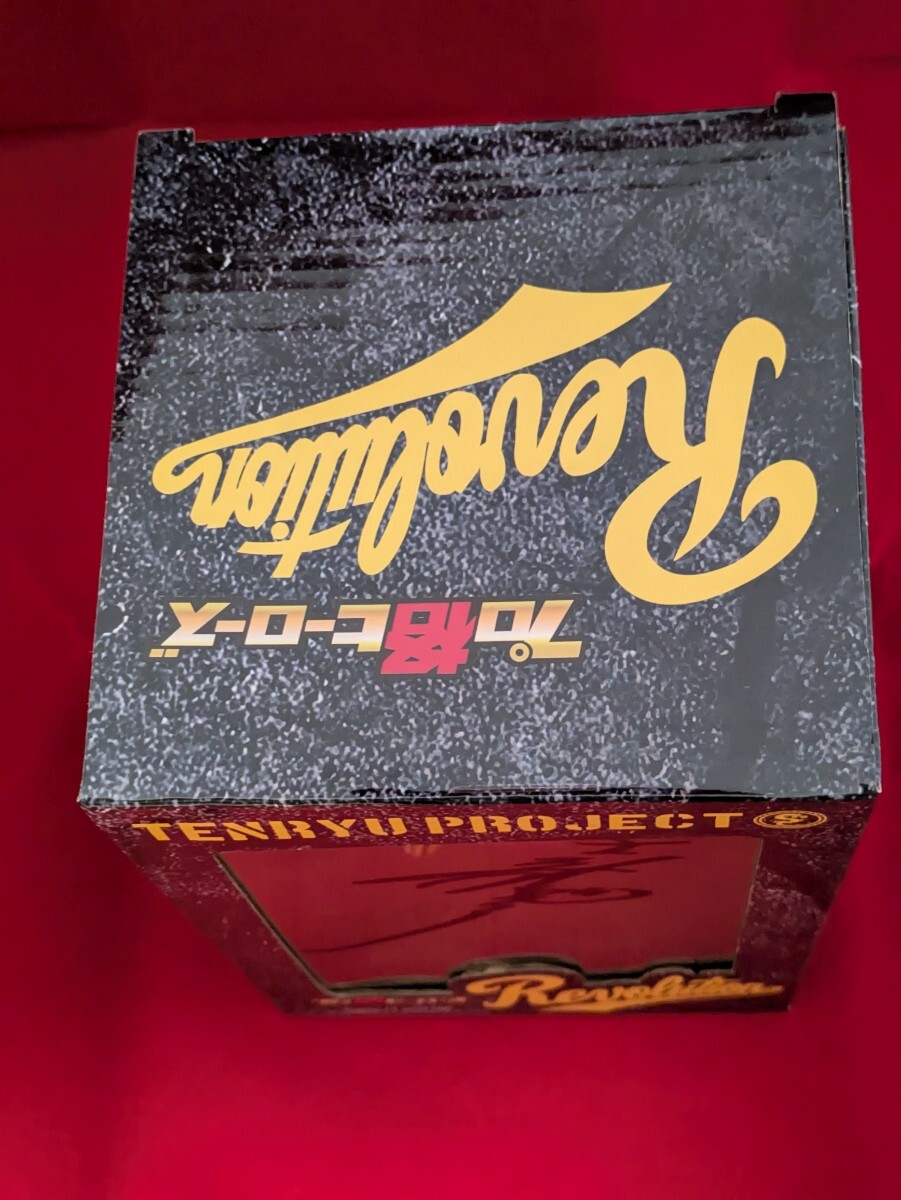 Revolution
プロ格ヒーローズ
TENRYU PROJECT
Revolution